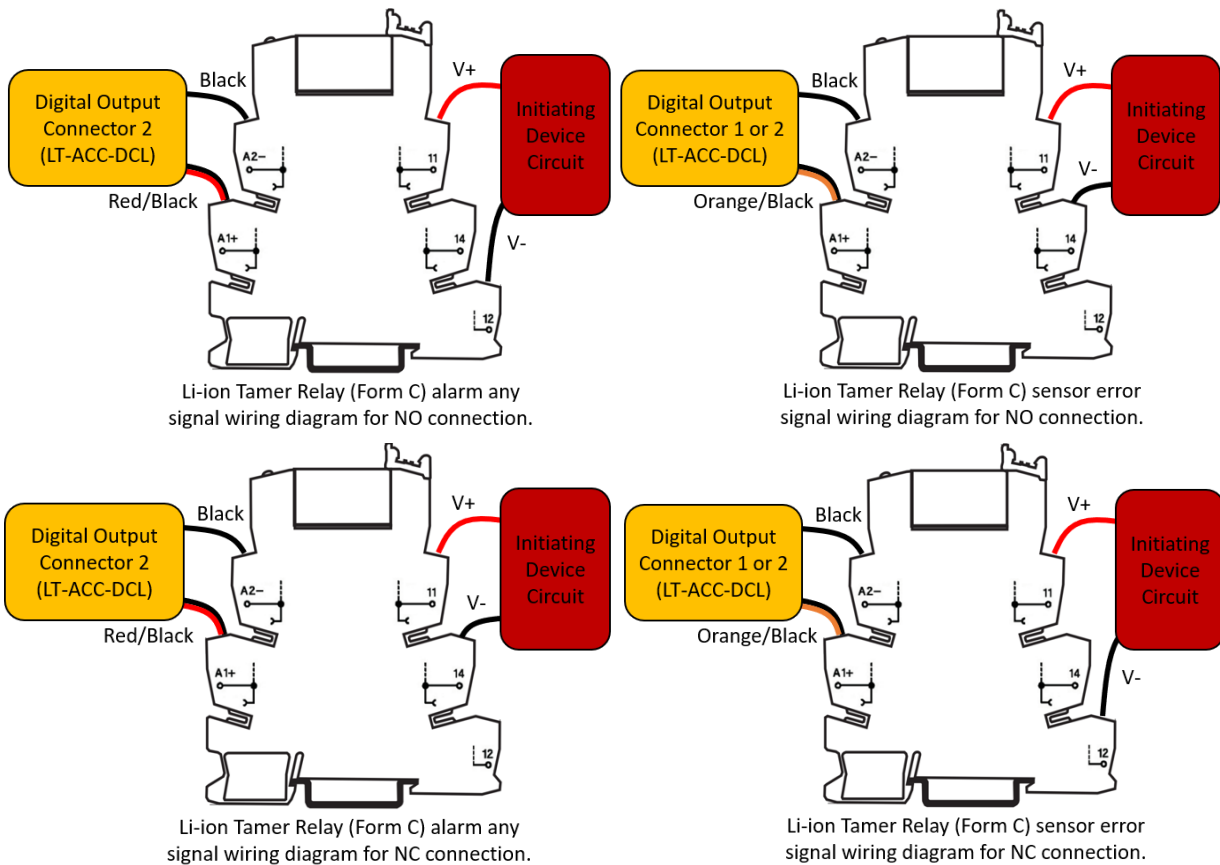 Digital Output
Connector 2
(LT-ACC-DCL)
Black
Red/Black
A2-
A1+
11
14
12
V+
V-
Initiating
Device
Circuit
Li-ion Tamer Relay (Form C) alarm any
signal wiring diagram for NO connection.
Digital Output
Connector 1 or 2
(LT-ACC-DCL)
Black
Orange/Black
A2-
A1+
11
14
12
V+
V-
Initiating
Device
Circuit
Li-ion Tamer Relay (Form C) sensor error
signal wiring diagram for NO connection.
Digital Output
Connector 2
(LT-ACC-DCL)
Black
Red/Black
A2-
A1+
11
14
12
V+
V-
Initiating
Device
Circuit
Li-ion Tamer Relay (Form C) alarm any
signal wiring diagram for NC connection.
Digital Output
Connector 1 or 2
(LT-ACC-DCL)
Black
Orange/Black
A2-
A1+
11
14
12
V+
V-
Initiating
Device
Circuit
Li-ion Tamer Relay (Form C) sensor error
signal wiring diagram for NC connection.